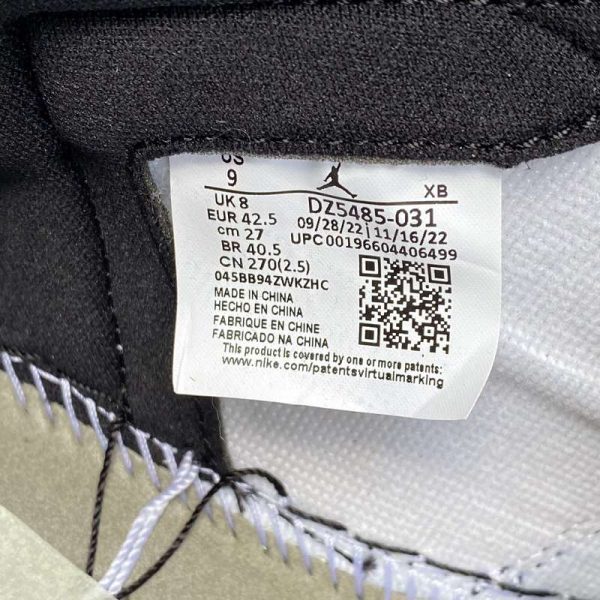 US
9
XB
UK 8
DZ5485-031
EUR 42.5
09/28/22 | 11/16/22
cm 27
UPC00196604406499
BR 40.5
CN 270(2.5)
045BB94ZWKZHC
MADE IN CHINA
HECHO EN CHINA
FABRIQUE EN CHINE
FABRICADO NA CHINA
This product is covered by one or more patents:
www.nike.com/patentsvirtualmarking